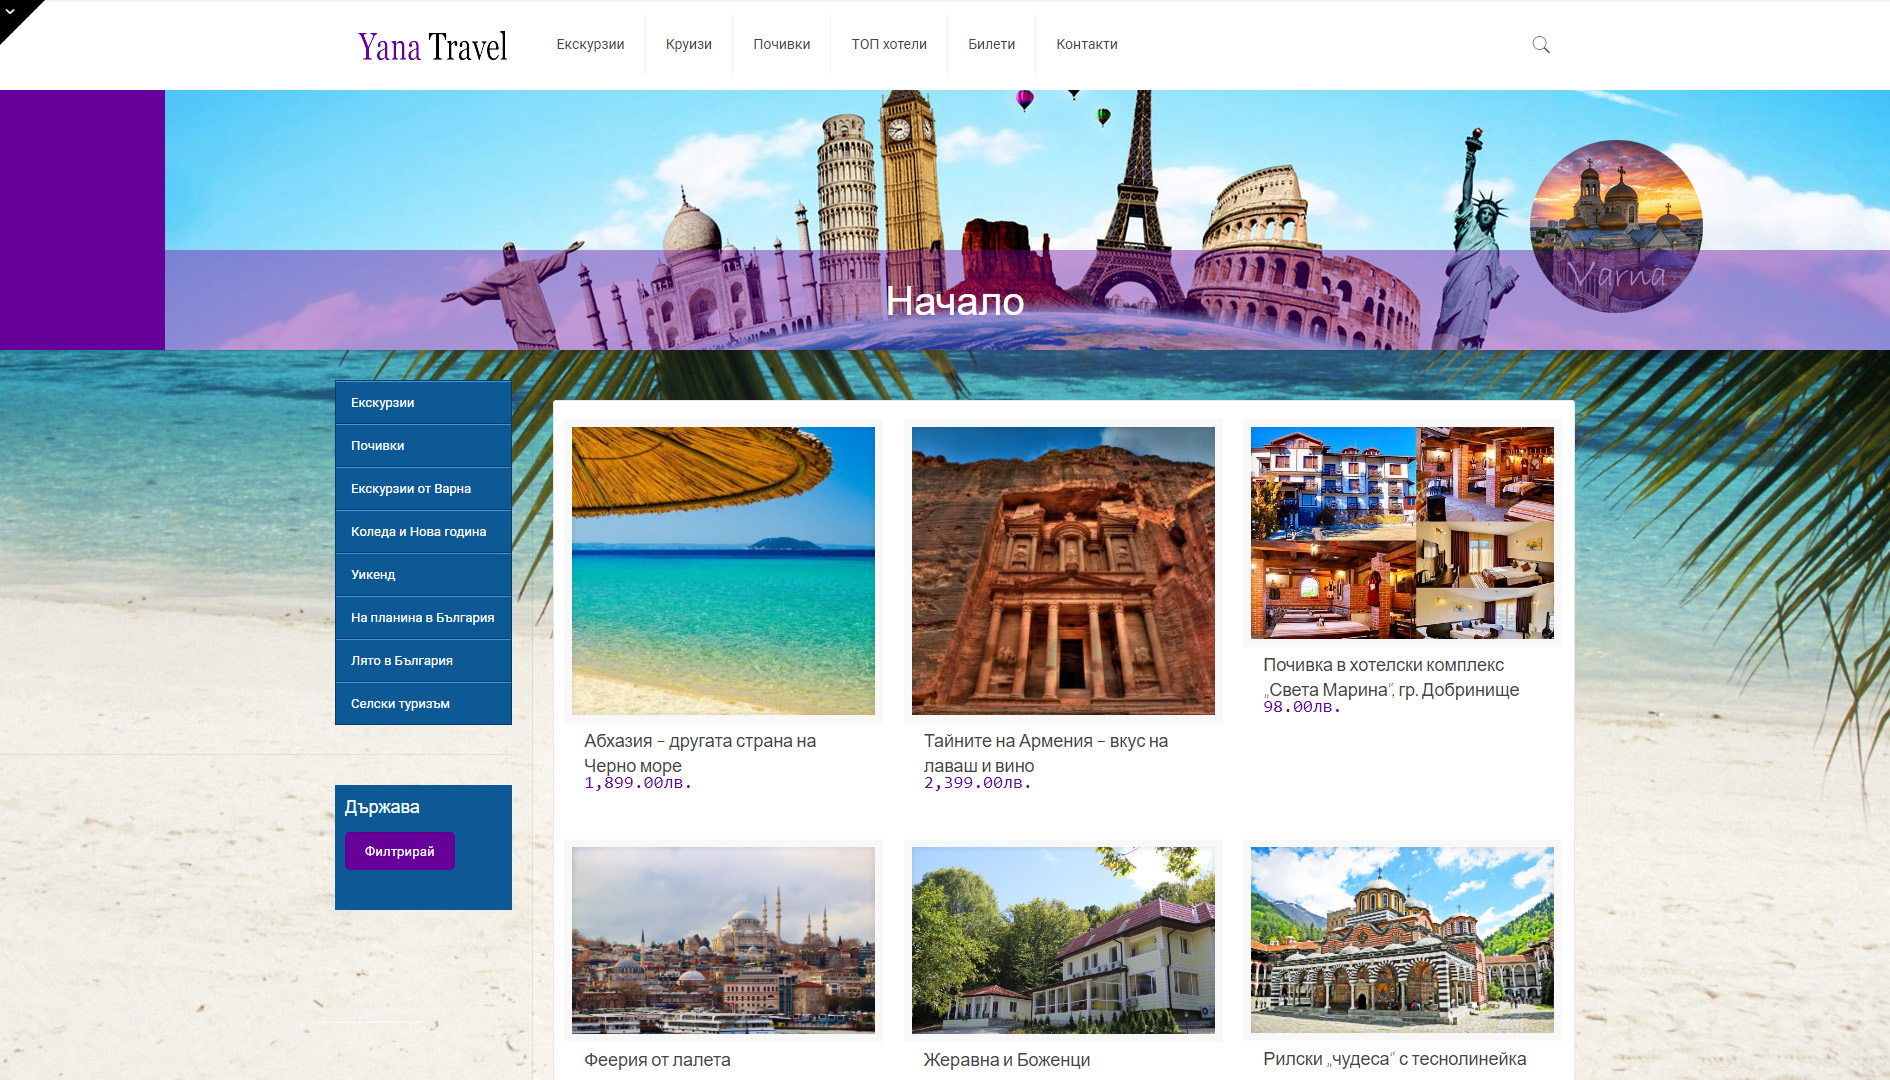 Yana Travel
Екскурзии
Круизи
Почивки
ТОП хотели
Билети
Контакти
Varna
Начало
Екскурзии
Почивки
Екскурзии от Варна
Коледа и Нова година
Уикенд
На планина в България
Лято в България
Селски туризъм
Държава
Филтрирай
Абхазия – другата страна на
Черно море
1,899.00лв.
Тайните на Армения – вкус на
лаваш и вино
2,399.00лв.
Почивка в хотелски комплекс
„Света Марина“, гр. Добринище
98.00лв.
Феерия от лалета
Жеравна и Боженци
Рилски „чудеса“ с теснолинейка